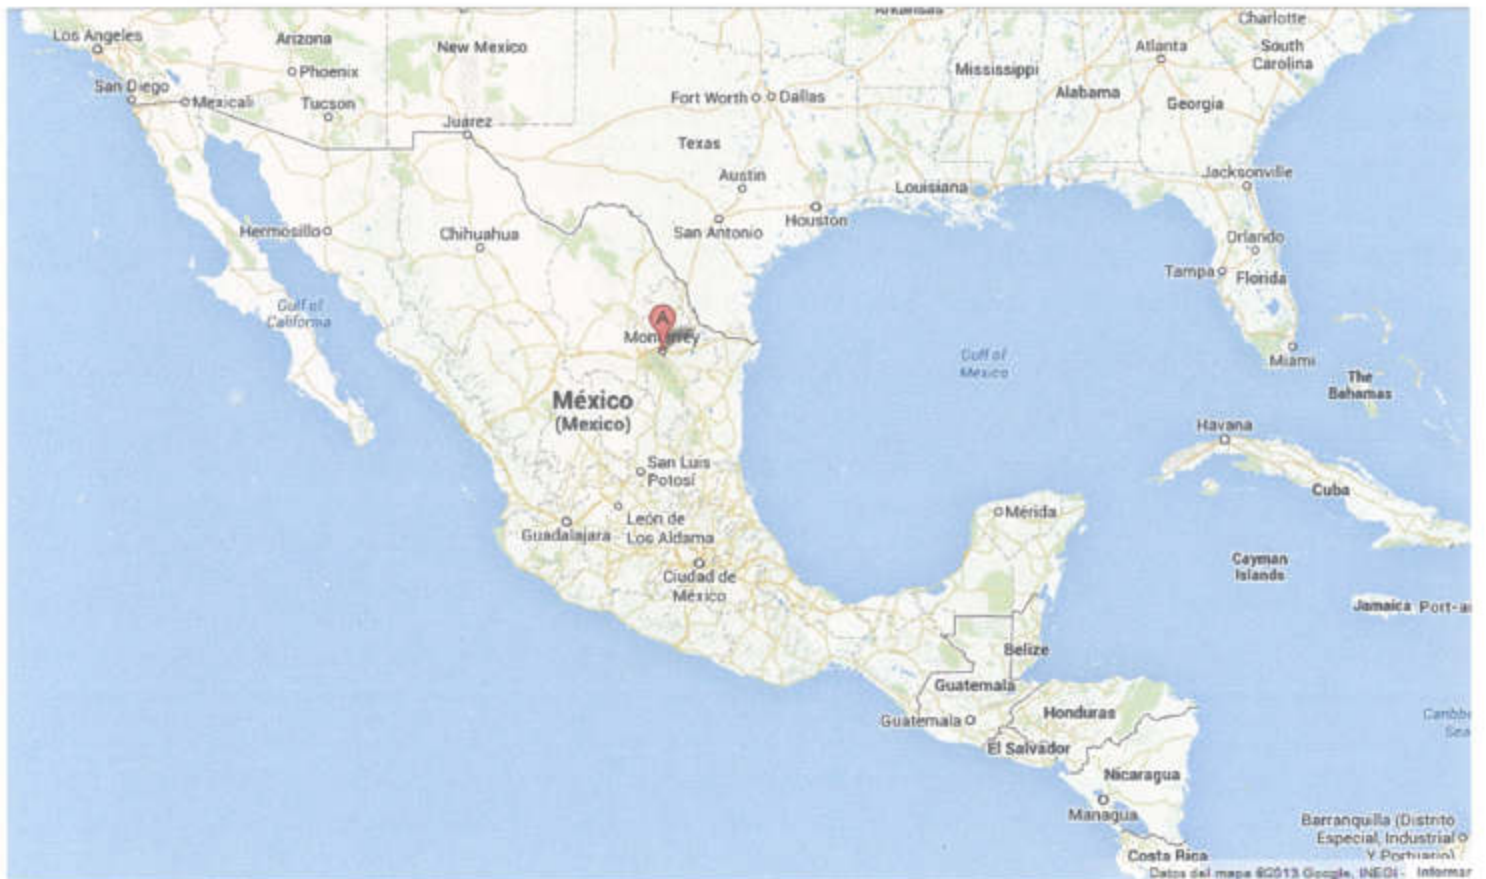 Arkansas
Charlotte
Los Angeles
Arizona
New Mexico
Atlanta
South
Carolina
Phoenix
Mississippi
San Diego
Mexicali
Tucson
Fort Worth
Dallas
Alabama
Georgia
Juarez
Texas
Austin
Louisiana
Jacksonville
Hermosillo
Chihuahua
San Antonio
Houston
Orlando
Tampa
Florida
Gulf of
California
A
Monterrey
Gulf of
Mexico
Miami
The
Bahamas
México
(Mexico)
Havana
San Luis
Potosí
Cuba
León de
Los Aldama
Guadalajara
Mérida
Cayman
Islands
Ciudad de
México
Jamaica
Port-a
Belize
Guatemala
Honduras
Guatemala
El Salvador
Caribbe
Sea
Nicaragua
Managua
Barranquilla (Distrito
Especial, Industrial
Y Portuario)
Costa Rica
Datos del mapa ©2013 Google, INEGI - Informar